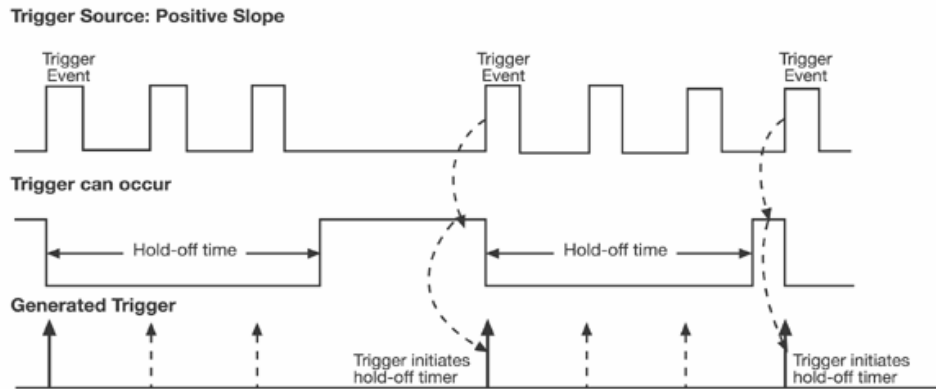 Trigger Source: Positive Slope
Trigger
Event
Trigger
Event
Trigger
Event
Trigger can occur
Hold-off time
Hold-off time
Generated Trigger
Trigger initiates
hold-off timer
Trigger initiates
hold-off timer